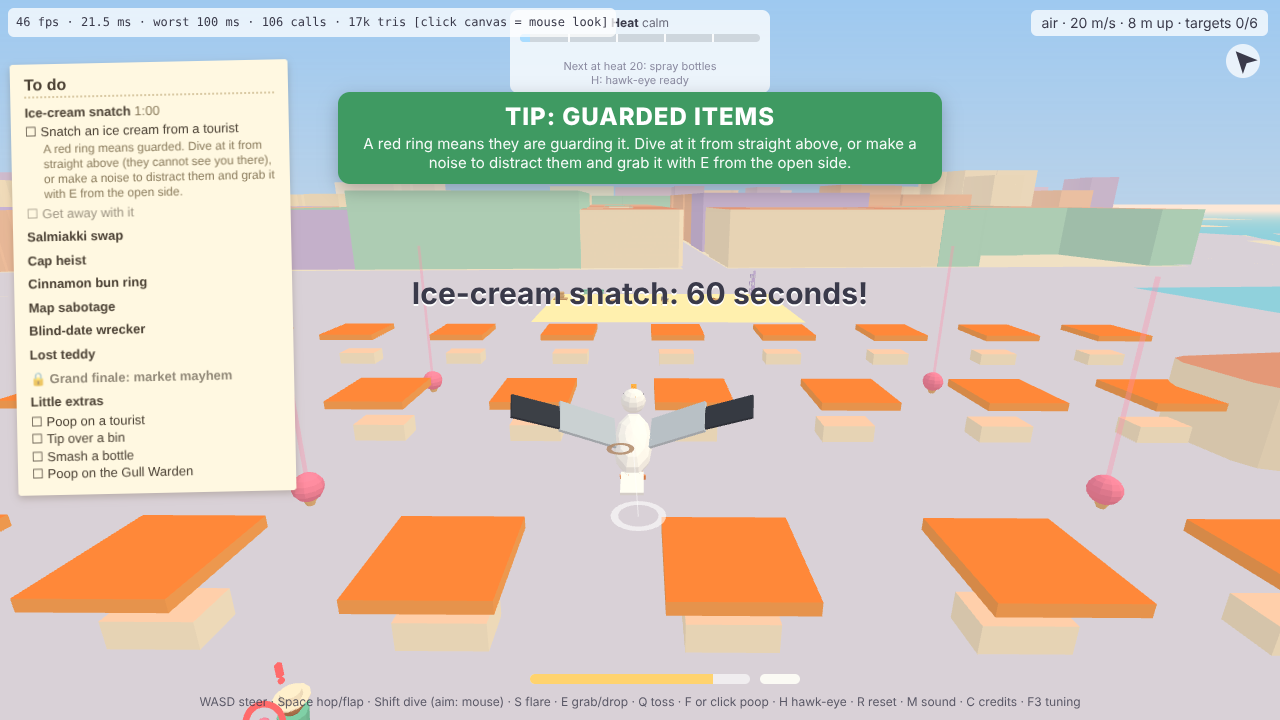 46 fps · 21.5 ms · worst 100 ms · 106 calls · 17k tris [click canvas = mouse look]
Heat calm
Next at heat 20: spray bottles
H: hawk-eye ready
air · 20 m/s · 8 m up · targets 0/6
To do
Ice-cream snatch 1:00
☐ Snatch an ice cream from a tourist
A red ring means guarded. Dive at it from
straight above (they cannot see you there),
or make a noise to distract them and grab it
with E from the open side.
☐ Get away with it
Salmiakki swap
Cap heist
Cinnamon bun ring
Map sabotage
Blind-date wrecker
Lost teddy
🔒 Grand finale: market mayhem
Little extras
☐ Poop on a tourist
☐ Tip over a bin
☐ Smash a bottle
☐ Poop on the Gull Warden
TIP: GUARDED ITEMS
A red ring means they are guarding it. Dive at it from straight above, or make a
noise to distract them and grab it with E from the open side.
Ice-cream snatch: 60 seconds!
WASD steer · Space hop/flap · Shift dive (aim: mouse) · S flare · E grab/drop · Q toss · F or click poop · H hawk-eye · R reset · M sound · C credits · F3 tuning